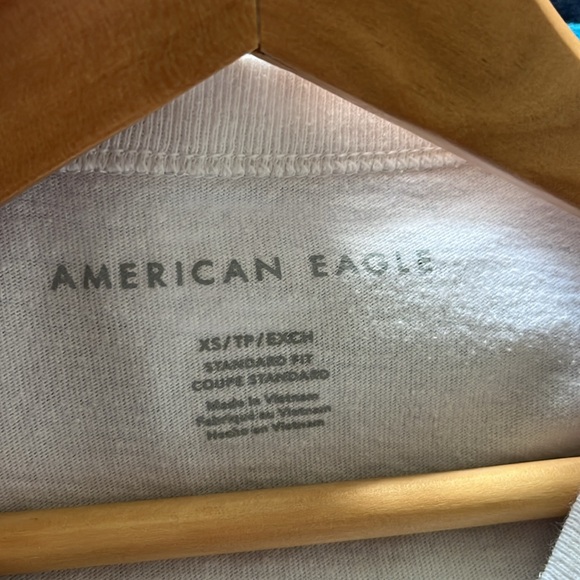 AMERICAN EAGLE
XS/TP/EXCH
STANDARD FIT
COUPE STANDARD
Made in Vietnam
Fabriqué au Vietnam
Hecho en Vietnam